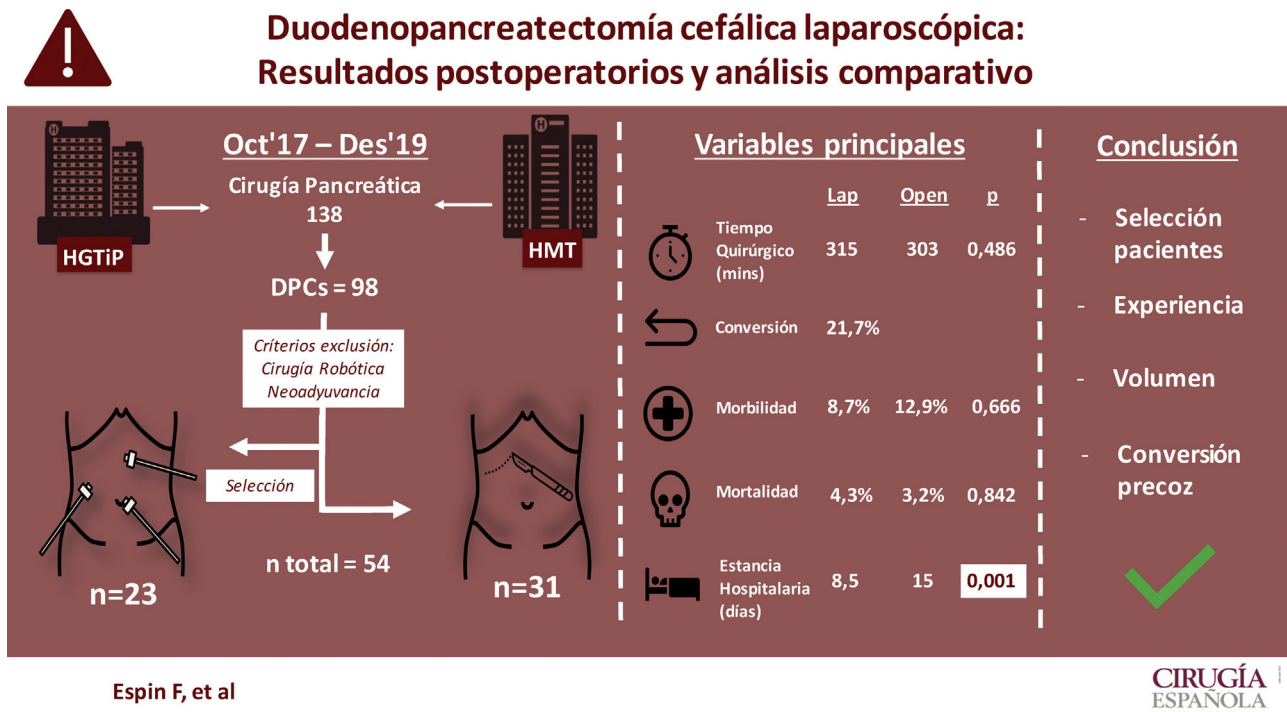 Duodenopancreatectomía cefálica laparoscópica:
Resultados postoperatorios y análisis comparativo
H
HGTiP
Oct'17 – Des'19
Cirugía Pancreática
138
H
HMT
DPCs = 98
Críterios exclusión:
Cirugía Robótica
Neoadyuvancia
Selección
n total = 54
n=23
n=31
Variables principales
Lap Open p
Tiempo
Quirúrgico
(mins)
315 303 0,486
Conversión 21,7%
Morbilidad 8,7% 12,9% 0,666
Mortalidad 4,3% 3,2% 0,842
Estancia
Hospitalaria
(días)
8,5 15 0,001
Conclusión
- Selección
pacientes
- Experiencia
- Volumen
- Conversión
precoz
Espin F, et al
CIRUGÍA
ESPAÑOLA